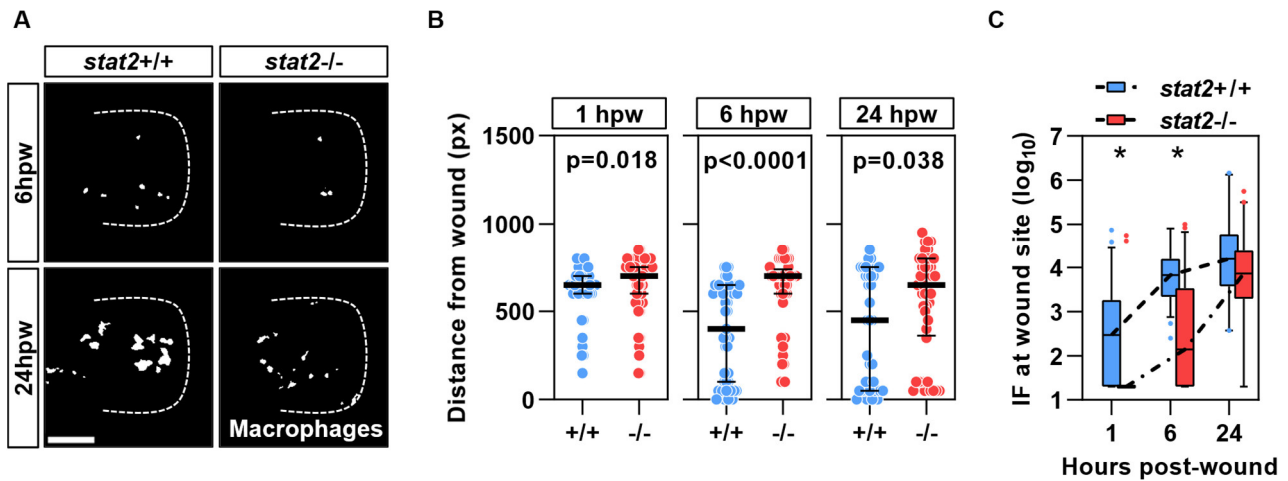 A
stat2+/+
stat2-/-
6hpw
24hpw
Macrophages
B
1 hpw
6 hpw
24 hpw
Distance from wound (px)
1500
1000
500
0
p=0.018
p<0.0001
p=0.038
+/+
-/-
+/+
-/-
+/+
-/-
C
stat2+/+
stat2-/-
IF at wound site (log10)
7
6
5
4
3
2
1
*
*
1
6
24
Hours post-wound